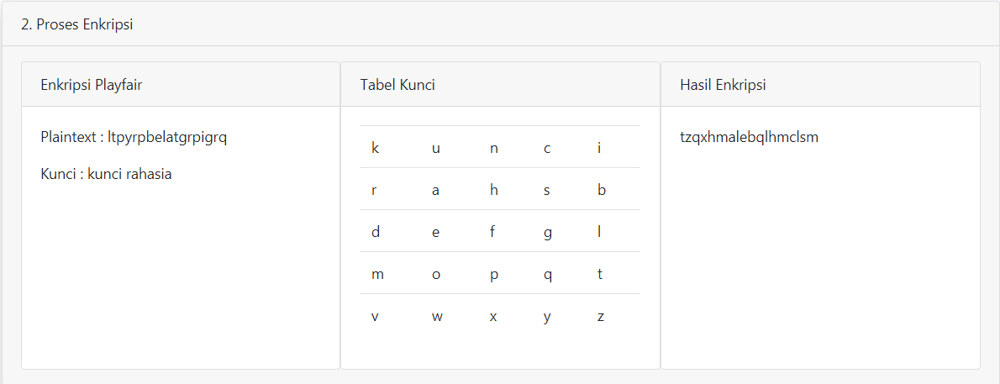 2. Proses Enkripsi
Enkripsi Playfair
Plaintext : ltpyrpbelatgrpigrq
Kunci : kunci rahasia
Tabel Kunci
k u n c i
r a h s b
d e f g l
m o p q t
v w x y z
Hasil Enkripsi
tzqxhmalebqlhmclsm